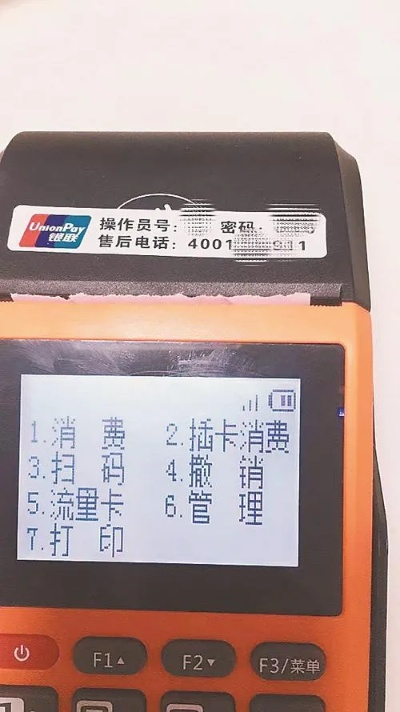 UnionPay
银联
操作员号： 密码：
售后电话：4001 911
1.消 费 2.插卡消费
3.扫 码 4.撤 销
5.流量卡 6.管 理
7.打 印
F1▲ F2▼ F3/菜单